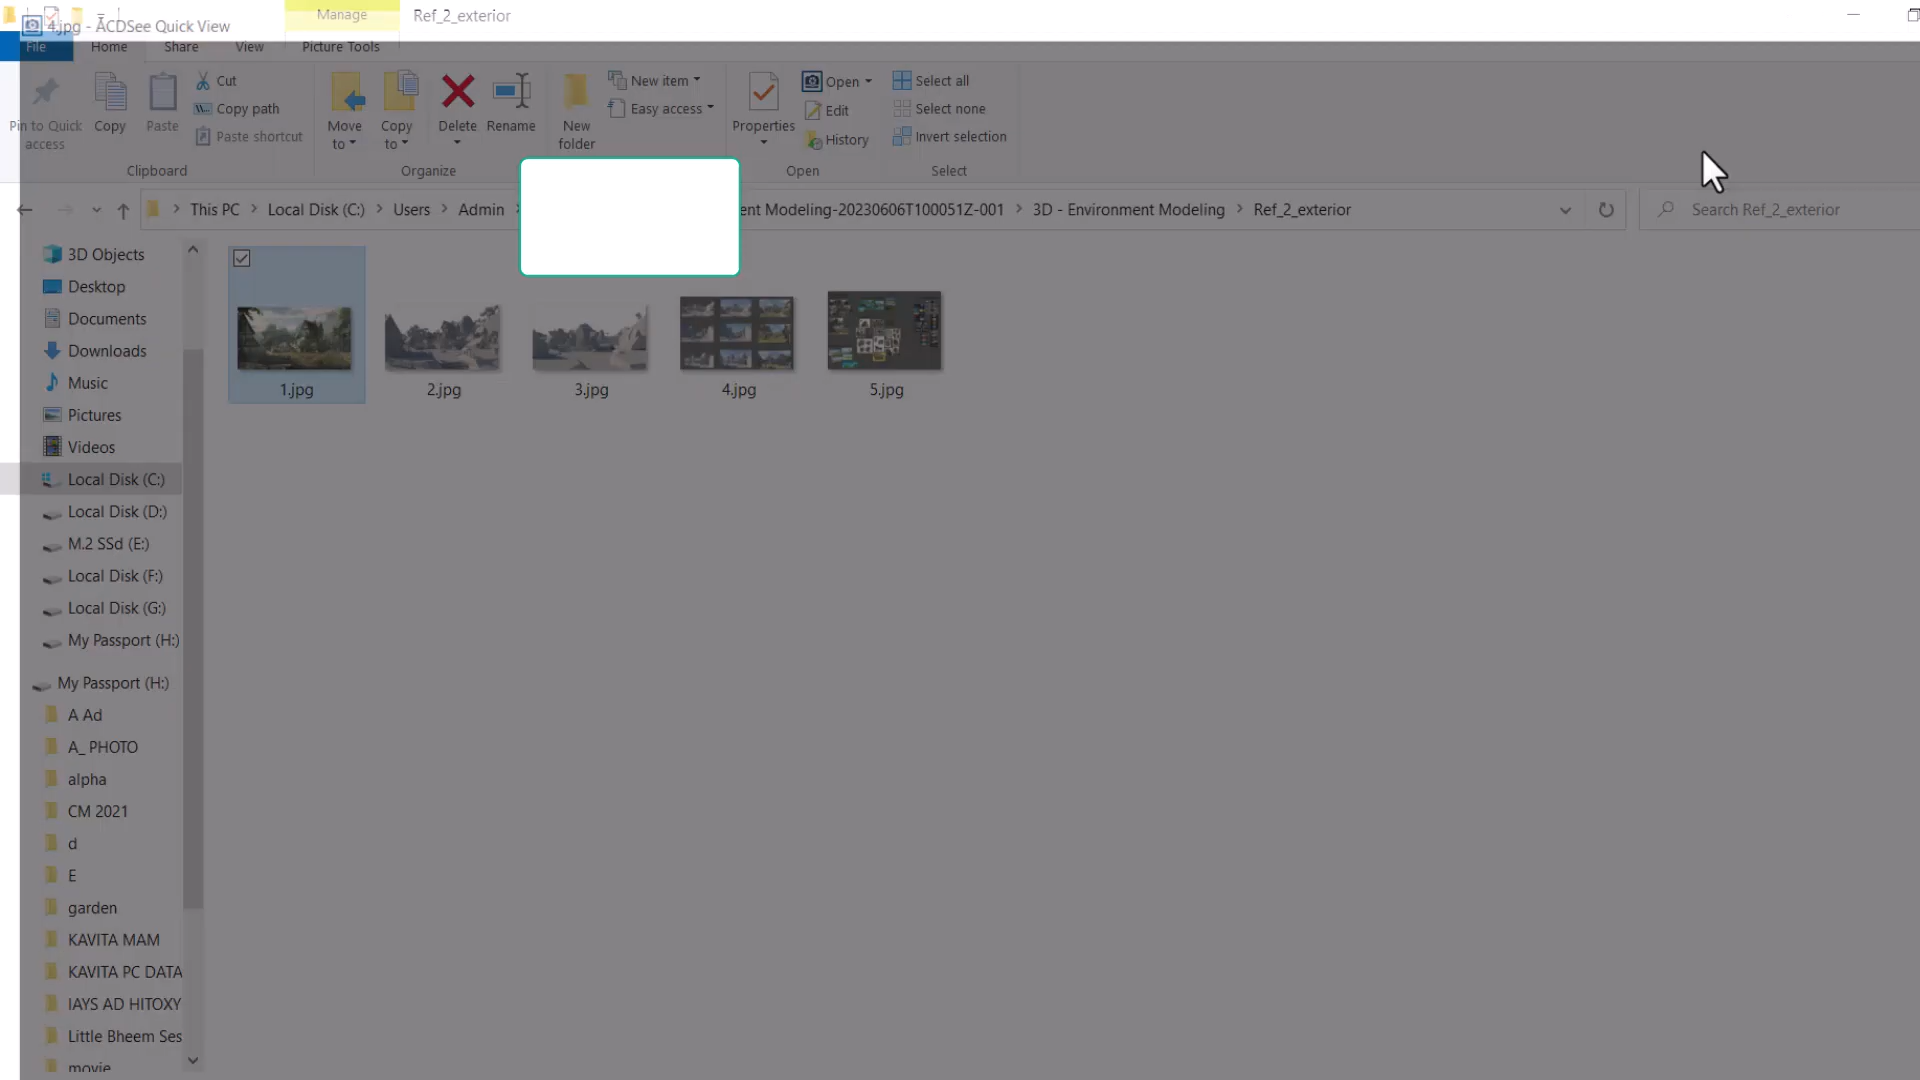 4.jpg - ACDSee Quick View
Manage
Ref_2_exterior
File
Home
Share
View
Picture Tools
Pin to Quick access
Copy
Paste
Cut
Copy path
Paste shortcut
Move to
Copy to
Delete
Rename
New folder
New item
Easy access
Properties
Open
Edit
History
Select all
Select none
Invert selection
Clipboard
Organize
Open
Select
This PC
Local Disk (C:)
Users
Admin
ent Modeling-20230606T100051Z-001
3D - Environment Modeling
Ref_2_exterior
Search Ref_2_exterior
3D Objects
Desktop
Documents
Downloads
Music
Pictures
Videos
Local Disk (C:)
Local Disk (D:)
M.2 SSd (E:)
Local Disk (F:)
Local Disk (G:)
My Passport (H:)
My Passport (H:)
A Ad
A_ PHOTO
alpha
CM 2021
d
E
garden
KAVITA MAM
KAVITA PC DATA
IAYS AD HITOXY
Little Bheem Ses
movie
1.jpg
2.jpg
3.jpg
4.jpg
5.jpg